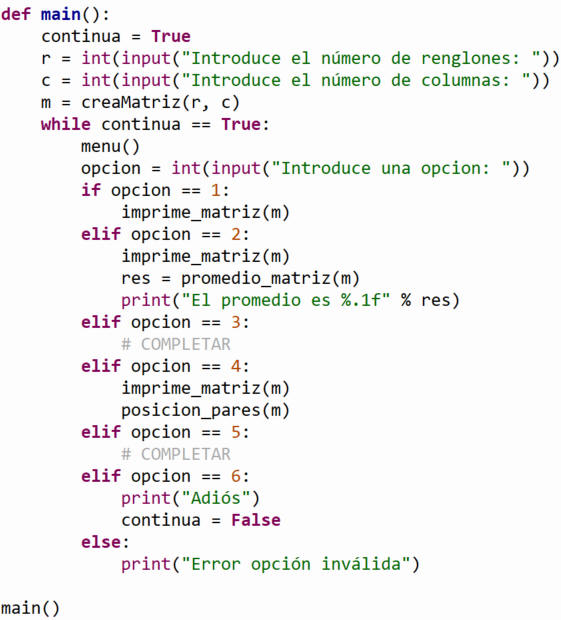 def main():
    continua = True
    r = int(input("Introduce el número de renglones: "))
    c = int(input("Introduce el número de columnas: "))
    m = creaMatriz(r, c)
    while continua == True:
        menu()
        opcion = int(input("Introduce una opcion: "))
        if opcion == 1:
            imprime_matriz(m)
        elif opcion == 2:
            imprime_matriz(m)
            res = promedio_matriz(m)
            print("El promedio es %.1f" % res)
        elif opcion == 3:
            # COMPLETAR
        elif opcion == 4:
            imprime_matriz(m)
            posicion_pares(m)
        elif opcion == 5:
            # COMPLETAR
        elif opcion == 6:
            print("Adiós")
            continua = False
        else:
            print("Error opción inválida")
main()